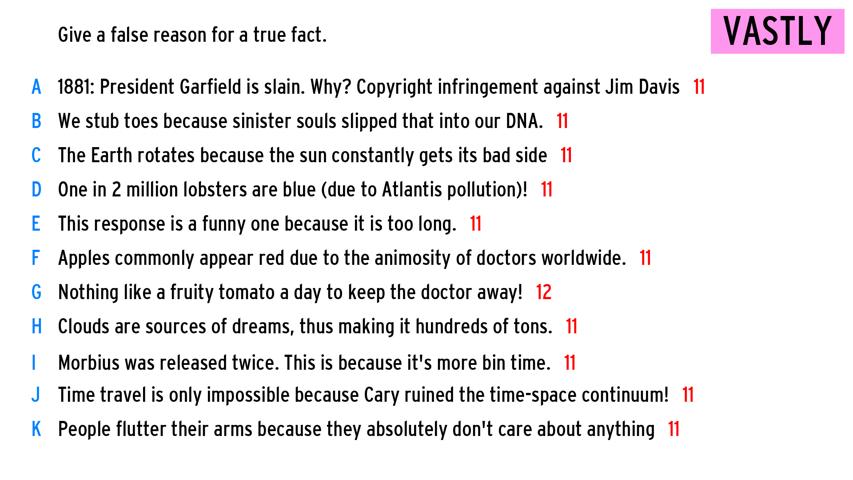 Give a false reason for a true fact.
VASTLY
A 1881: President Garfield is slain. Why? Copyright infringement against Jim Davis 11
B We stub toes because sinister souls slipped that into our DNA. 11
C The Earth rotates because the sun constantly gets its bad side 11
D One in 2 million lobsters are blue (due to Atlantis pollution)! 11
E This response is a funny one because it is too long. 11
F Apples commonly appear red due to the animosity of doctors worldwide. 11
G Nothing like a fruity tomato a day to keep the doctor away! 12
H Clouds are sources of dreams, thus making it hundreds of tons. 11
I Morbius was released twice. This is because it's more bin time. 11
J Time travel is only impossible because Cary ruined the time-space continuum! 11
K People flutter their arms because they absolutely don't care about anything 11